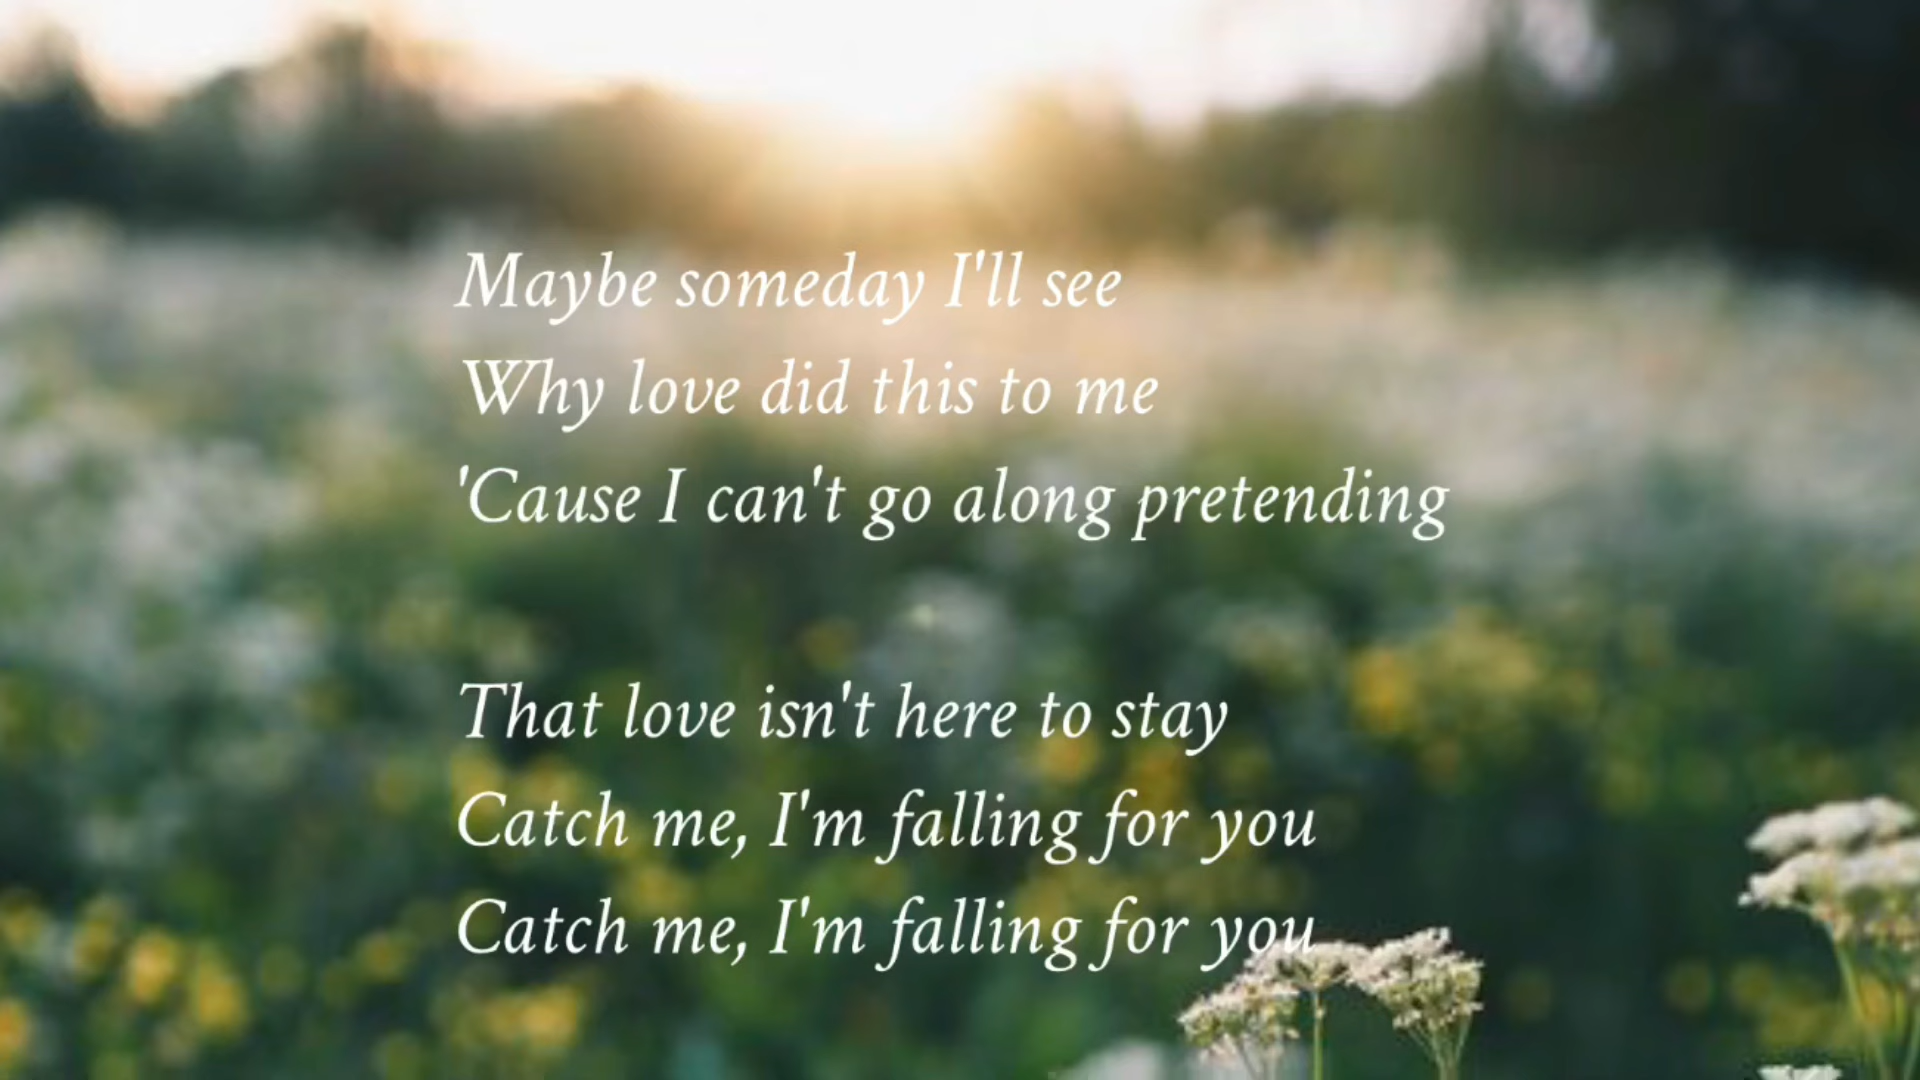 Maybe someday I'll see
Why love did this to me
'Cause I can't go along pretending
That love isn't here to stay
Catch me, I'm falling for you
Catch me, I'm falling for you